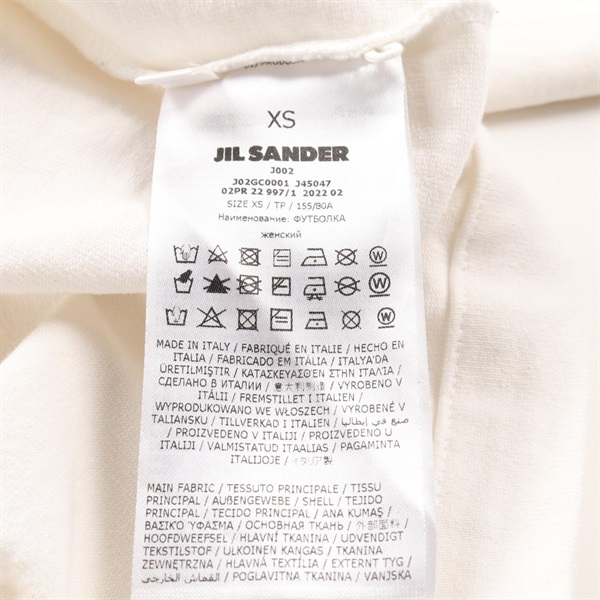 XS
JIL SANDER
J002
J02GC0001 J45047
02PR 22 997/1 2022 02
SIZE XS / TP / 155/80A
Наименование: ФУТБОЛКА
женский
MADE IN ITALY / FABRIQUÉ EN ITALIE / HECHO EN
ITALIA / FABRICADO EM ITÁLIA / ITALYA'DA
ÜRETILMIŞTIR / ΚΑΤΑΣΚΕΥΑΣΘΕΝ ΣΤΗΝ ΙΤΑΛΙΑ /
СДЕЛАНО В ИТАЛИИ / 意大利制造 / VYROBENO V
ITÁLII / FREMSTILLET I ITALIEN /
WYPRODUKOWANO WE WŁOSZECH / VYROBENÉ V
TALIANSKU / TILLVERKAD I ITALIEN / صنع في إيطاليا
/ PROIZVEDENO V ITALIJI / PROIZVEDENO U
ITALIJI / VALMISTATUD ITAALIAS / PAGAMINTA
ITALIJOJE / イタリア製
MAIN FABRIC / TESSUTO PRINCIPALE / TISSU
PRINCIPAL / AUßENGEWEBE / SHELL / TEJIDO
PRINCIPAL / TECIDO PRINCIPAL / ANA KUMAŞ /
ΒΑΣΙΚΟ ΎΦΑΣΜΑ / ОСНОВНАЯ ТКАНЬ / 外部面料 /
HOOFDWEEFSEL / HLAVNÍ TKANINA / UDVENDIGT
TEKSTILSTOF / ULKOINEN KANGAS / TKANINA
ZEWNĘTRZNA / HLAVNÁ TEXTÍLIA / EXTERNT TYG /
القماش الخارجي / POGLAVITNA TKANINA / VANJSKA